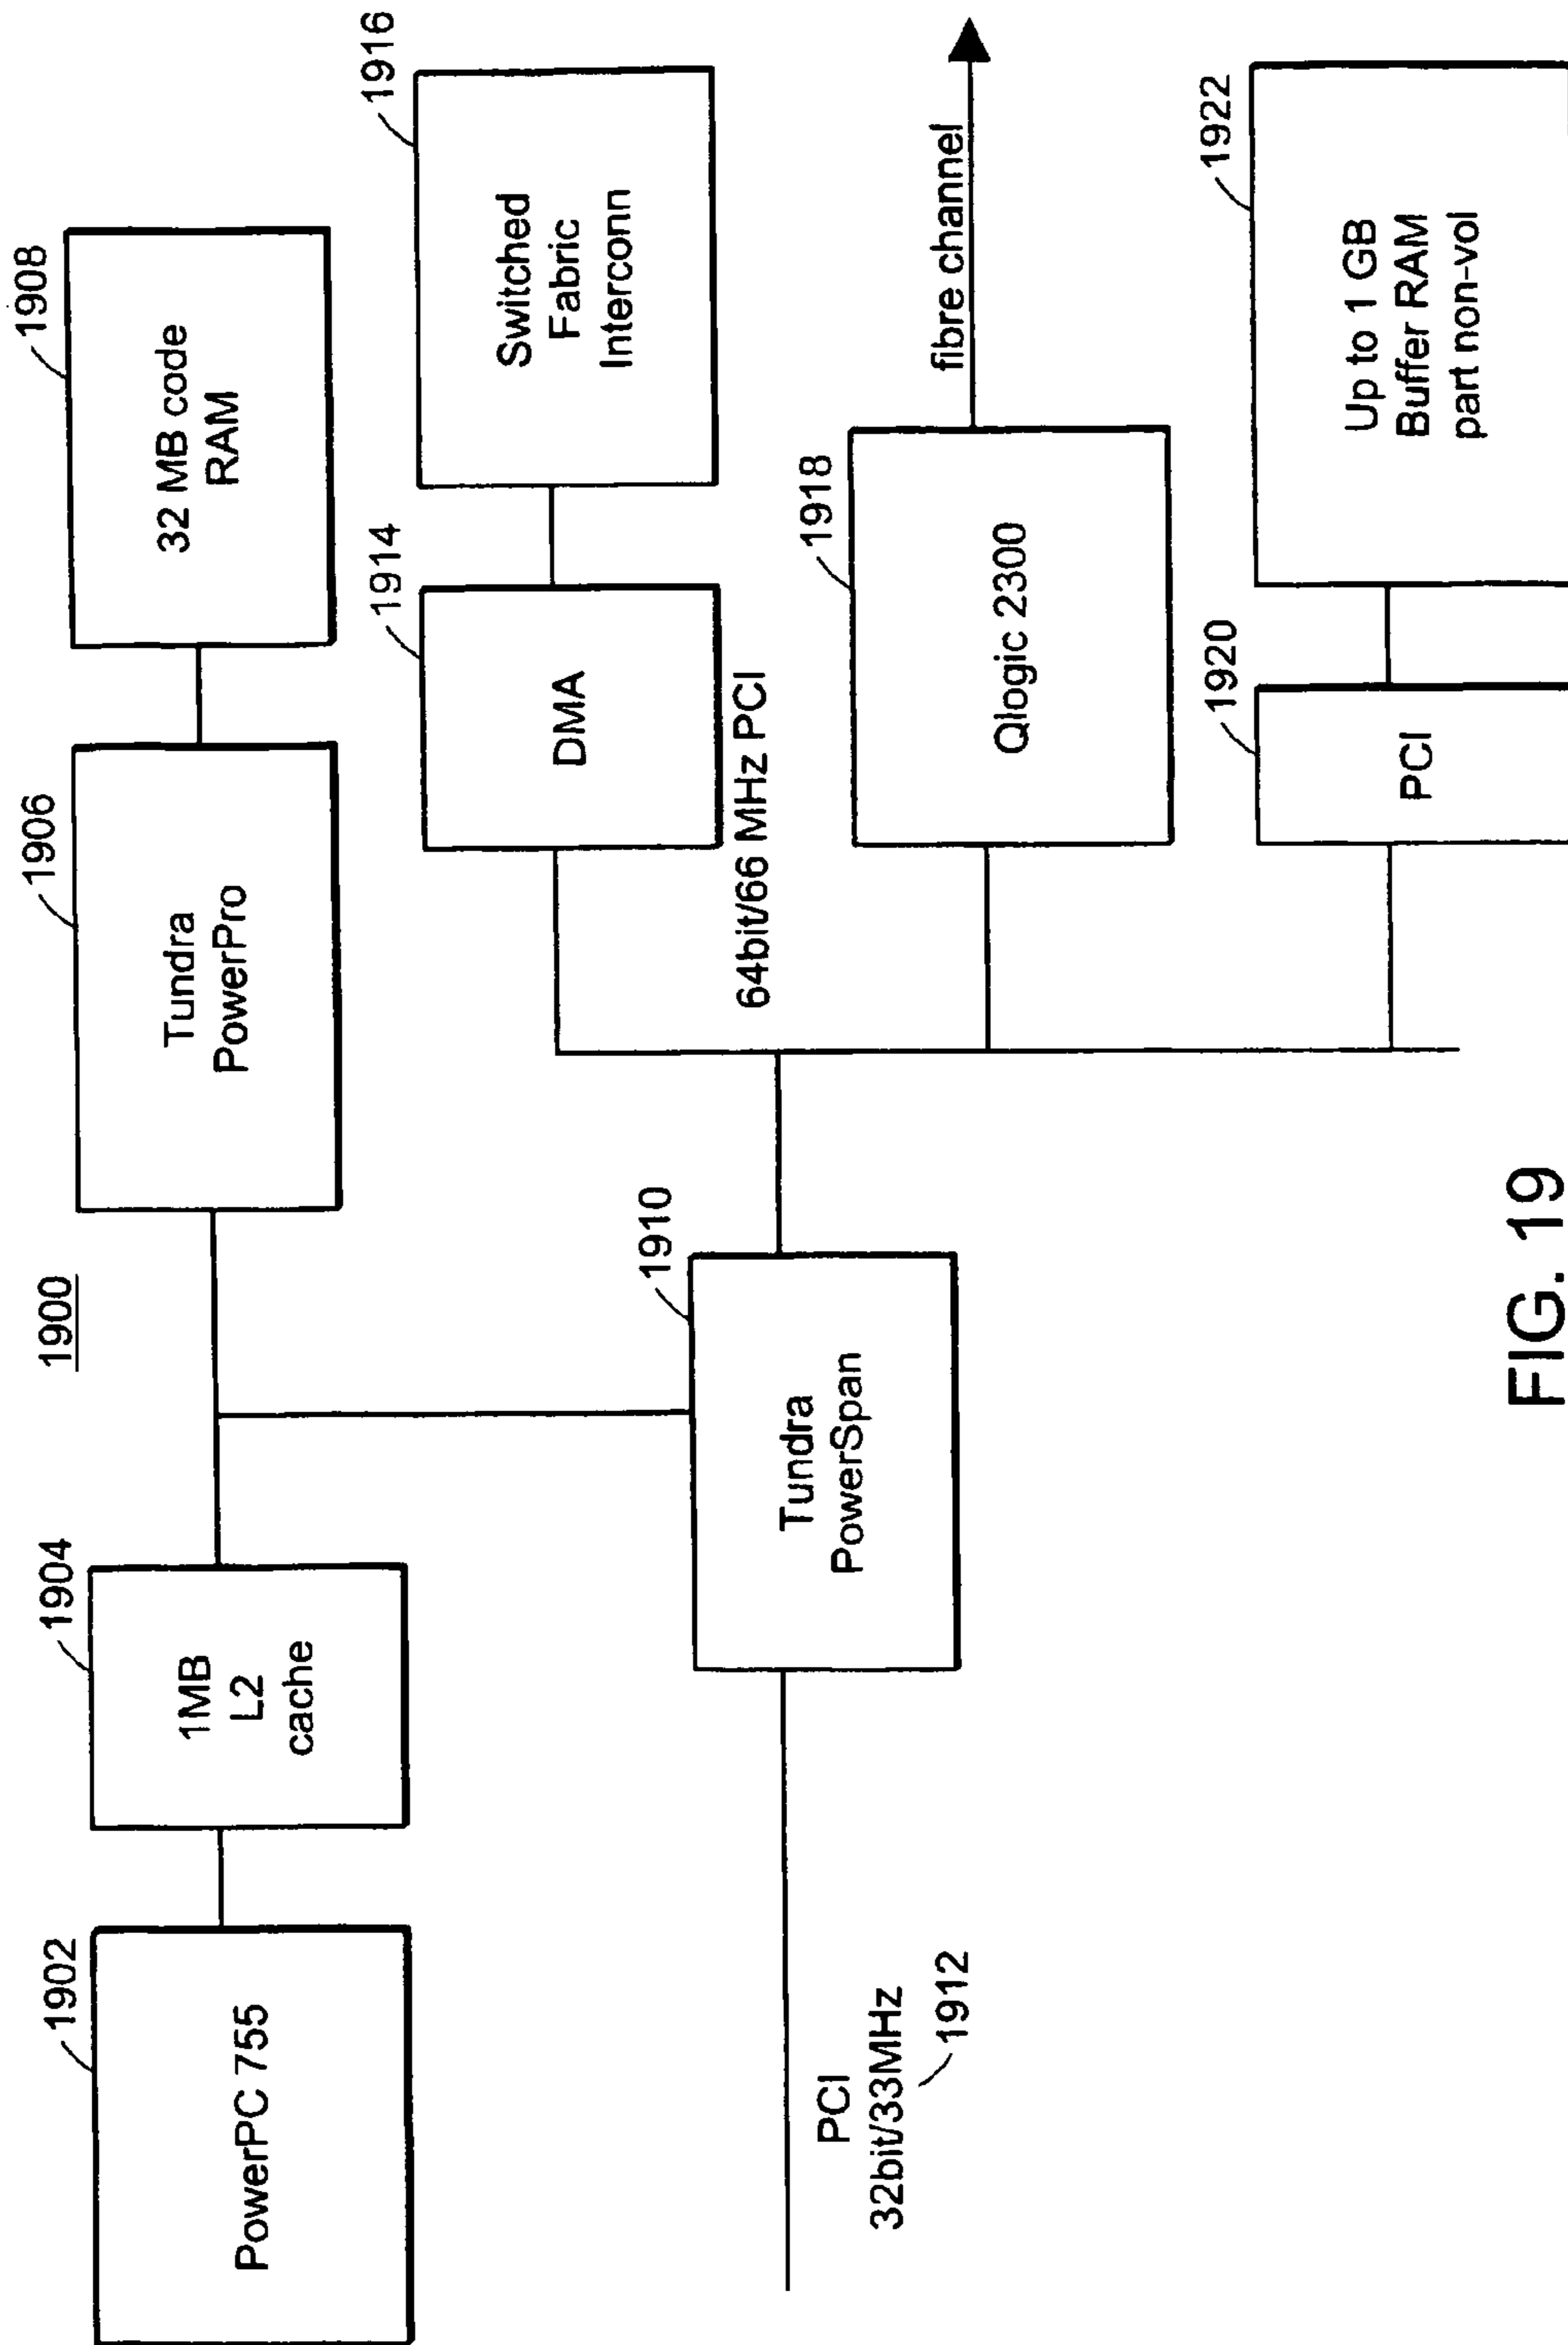 1900
1902
PowerPC 755
1904
1MB
L2
cache
1906
Tundra
PowerPro
1908
32 MB code
RAM
1910
Tundra
PowerSpan
PCI
32bit/33MHz
1912
1914
DMA
1916
Switched
Fabric
Interconn
64bit/66 MHz PCI
1918
Qlogic 2300
fibre channel
1920
PCI
1922
Up to 1 GB
Buffer RAM
part non-vol
FIG. 19